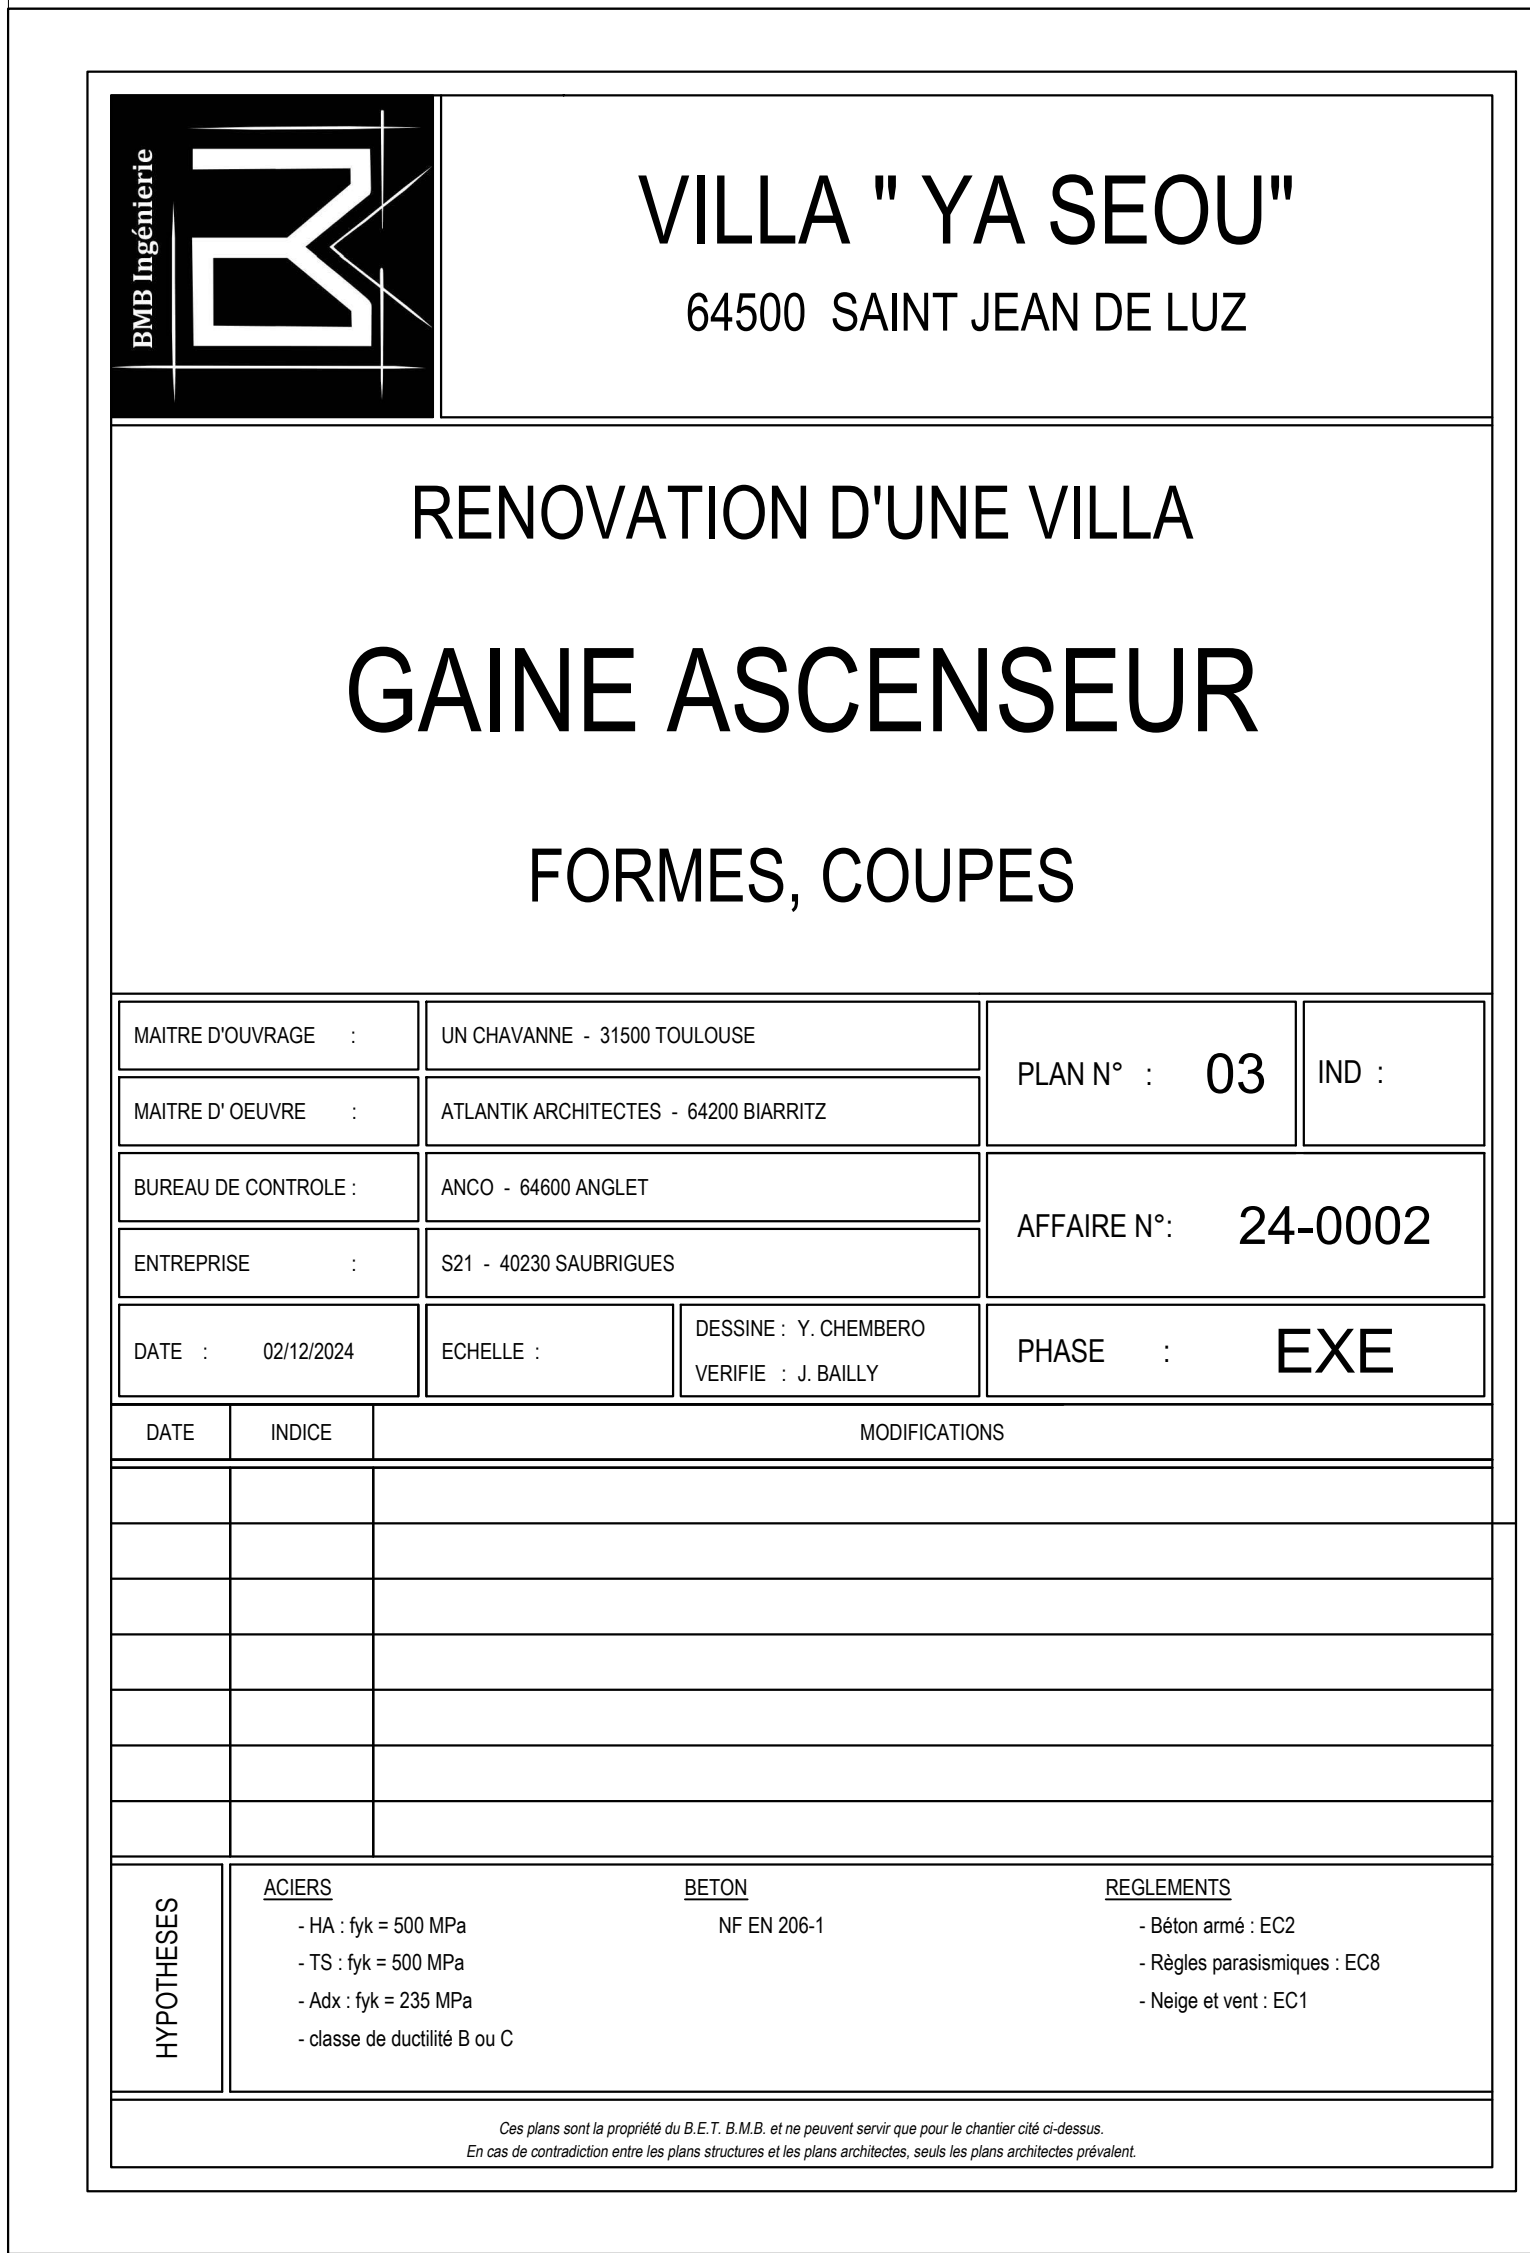 BMB Ingénierie
VILLA " YA SEOU"
64500 SAINT JEAN DE LUZ
RENOVATION D'UNE VILLA
GAINE ASCENSEUR
FORMES, COUPES
MAITRE D'OUVRAGE : UN CHAVANNE - 31500 TOULOUSE
MAITRE D' OEUVRE : ATLANTIK ARCHITECTES - 64200 BIARRITZ
PLAN N° : 03 IND :
BUREAU DE CONTROLE : ANCO - 64600 ANGLET
ENTREPRISE : S21 - 40230 SAUBRIGUES
AFFAIRE N°: 24-0002
DATE : 02/12/2024 ECHELLE :
DESSINE : Y. CHEMBERO
VERIFIE : J. BAILLY
PHASE : EXE
DATE INDICE MODIFICATIONS
HYPOTHESES
ACIERS
- HA : fyk = 500 MPa
- TS : fyk = 500 MPa
- Adx : fyk = 235 MPa
- classe de ductilité B ou C
BETON
NF EN 206-1
REGLEMENTS
- Béton armé : EC2
- Règles parasismiques : EC8
- Neige et vent : EC1
Ces plans sont la propriété du B.E.T. B.M.B. et ne peuvent servir que pour le chantier cité ci-dessus.
En cas de contradiction entre les plans structures et les plans architectes, seuls les plans architectes prévalent.